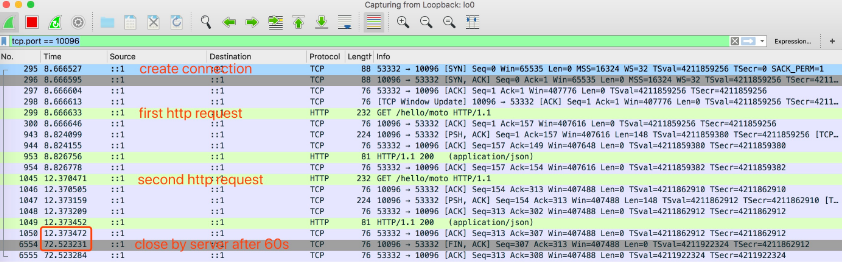 Capturing from Loopback: lo0
tcp.port == 10096 Expression... +
No. Time Source Destination Protocol Length Info
295 8.666527 ::1 ::1 TCP 88 53332 → 10096 [SYN] Seq=0 Win=65535 Len=0 MSS=16324 WS=32 TSval=4211859256 TSecr=0 SACK_PERM=1
create connection
296 8.666595 ::1 ::1 TCP 88 10096 → 53332 [SYN, ACK] Seq=0 Ack=1 Win=65535 Len=0 MSS=16324 WS=32 TSval=4211859256 TSecr=4211…
297 8.666604 ::1 ::1 TCP 76 53332 → 10096 [ACK] Seq=1 Ack=1 Win=407776 Len=0 TSval=4211859256 TSecr=4211859256
298 8.666613 ::1 ::1 TCP 76 [TCP Window Update] 10096 → 53332 [ACK] Seq=1 Ack=1 Win=407776 Len=0 TSval=4211859256 TSecr=4211…
299 8.666633 ::1 ::1 HTTP 232 GET /hello/moto HTTP/1.1
first http request
300 8.666646 ::1 ::1 TCP 76 10096 → 53332 [ACK] Seq=1 Ack=157 Win=407616 Len=0 TSval=4211859256 TSecr=4211859256
943 8.824099 ::1 ::1 TCP 224 10096 → 53332 [PSH, ACK] Seq=1 Ack=157 Win=407616 Len=148 TSval=4211859380 TSecr=4211859256 [TCP…
944 8.824155 ::1 ::1 TCP 76 53332 → 10096 [ACK] Seq=157 Ack=149 Win=407648 Len=0 TSval=4211859380 TSecr=4211859380
953 8.826756 ::1 ::1 HTTP 81 HTTP/1.1 200 (application/json)
954 8.826778 ::1 ::1 TCP 76 53332 → 10096 [ACK] Seq=157 Ack=154 Win=407616 Len=0 TSval=4211859382 TSecr=4211859382
1045 12.370471 ::1 ::1 HTTP 232 GET /hello/moto HTTP/1.1
second http request
1046 12.370505 ::1 ::1 TCP 76 10096 → 53332 [ACK] Seq=154 Ack=313 Win=407488 Len=0 TSval=4211862910 TSecr=4211862910
1047 12.373159 ::1 ::1 TCP 224 10096 → 53332 [PSH, ACK] Seq=154 Ack=313 Win=407488 Len=148 TSval=4211862912 TSecr=4211862910 [T…
1048 12.373209 ::1 ::1 TCP 76 53332 → 10096 [ACK] Seq=313 Ack=302 Win=407488 Len=0 TSval=4211862912 TSecr=4211862912
1049 12.373452 ::1 ::1 HTTP 81 HTTP/1.1 200 (application/json)
1050 12.373472 ::1 ::1 TCP 76 53332 → 10096 [ACK] Seq=313 Ack=307 Win=407488 Len=0 TSval=4211862912 TSecr=4211862912
6554 72.523231 ::1 ::1 TCP 76 10096 → 53332 [FIN, ACK] Seq=307 Ack=313 Win=407488 Len=0 TSval=4211922324 TSecr=4211862912
close by server after 60s
6555 72.523284 ::1 ::1 TCP 76 53332 → 10096 [ACK] Seq=313 Ack=308 Win=407488 Len=0 TSval=4211922324 TSecr=4211922324